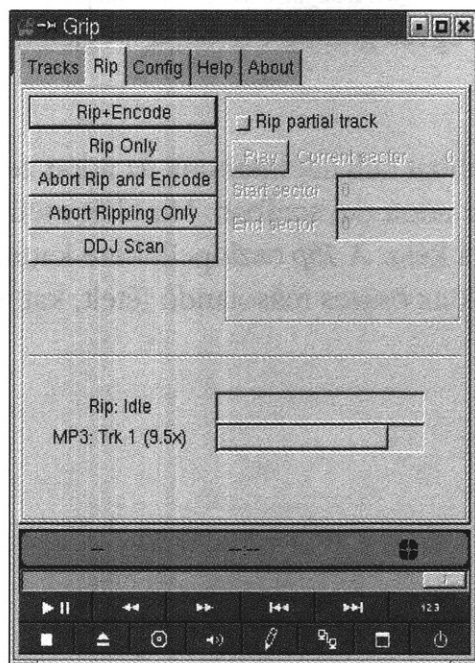 Grip
Tracks Rip Config Help About
Rip+Encode
Rip Only
Abort Rip and Encode
Abort Ripping Only
DDJ Scan
Rip partial track
Play Current sector: 0
Start sector 0
End sector 0
Rip: Idle
MP3: Trk 1 (9.5x)
-- --:--
123